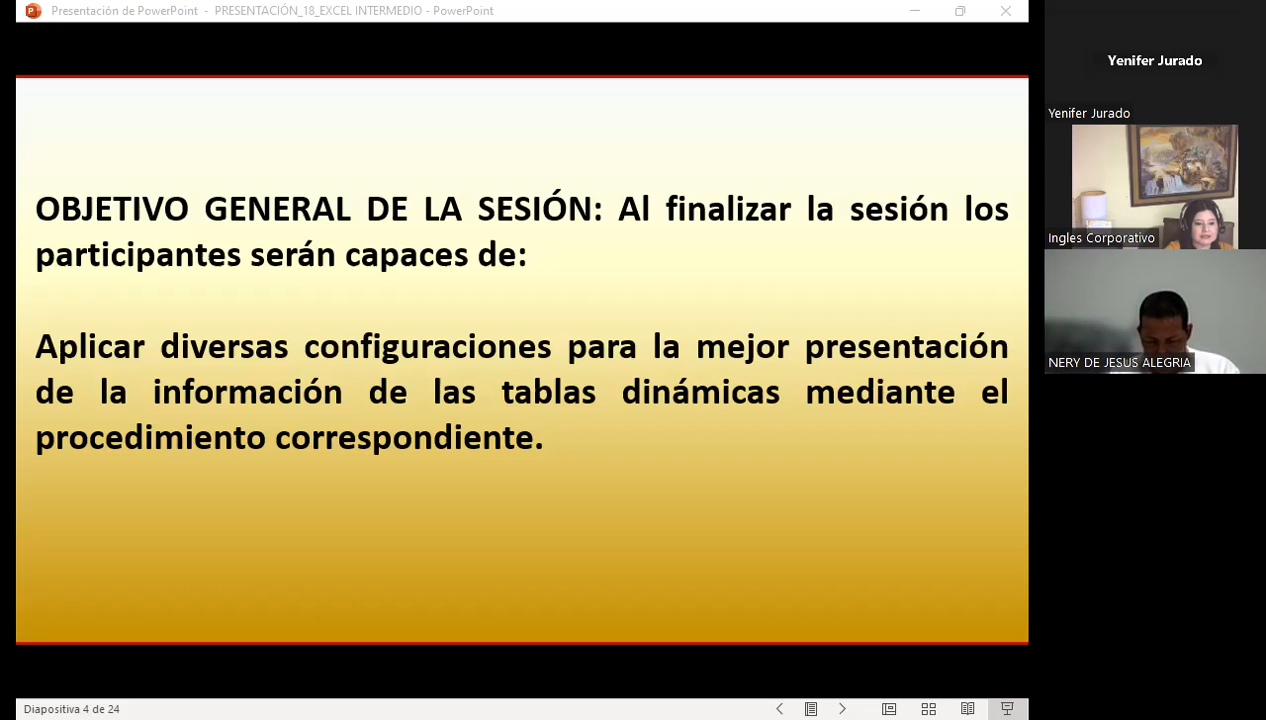 Presentación de PowerPoint - PRESENTACIÓN_18_EXCEL INTERMEDIO - PowerPoint
OBJETIVO GENERAL DE LA SESIÓN: Al finalizar la sesión los
participantes serán capaces de:
Aplicar diversas configuraciones para la mejor presentación
de la información de las tablas dinámicas mediante el
procedimiento correspondiente.
Diapositiva 4 de 24
Yenifer Jurado
Yenifer Jurado
Ingles Corporativo
NERY DE JESUS ALEGRIA